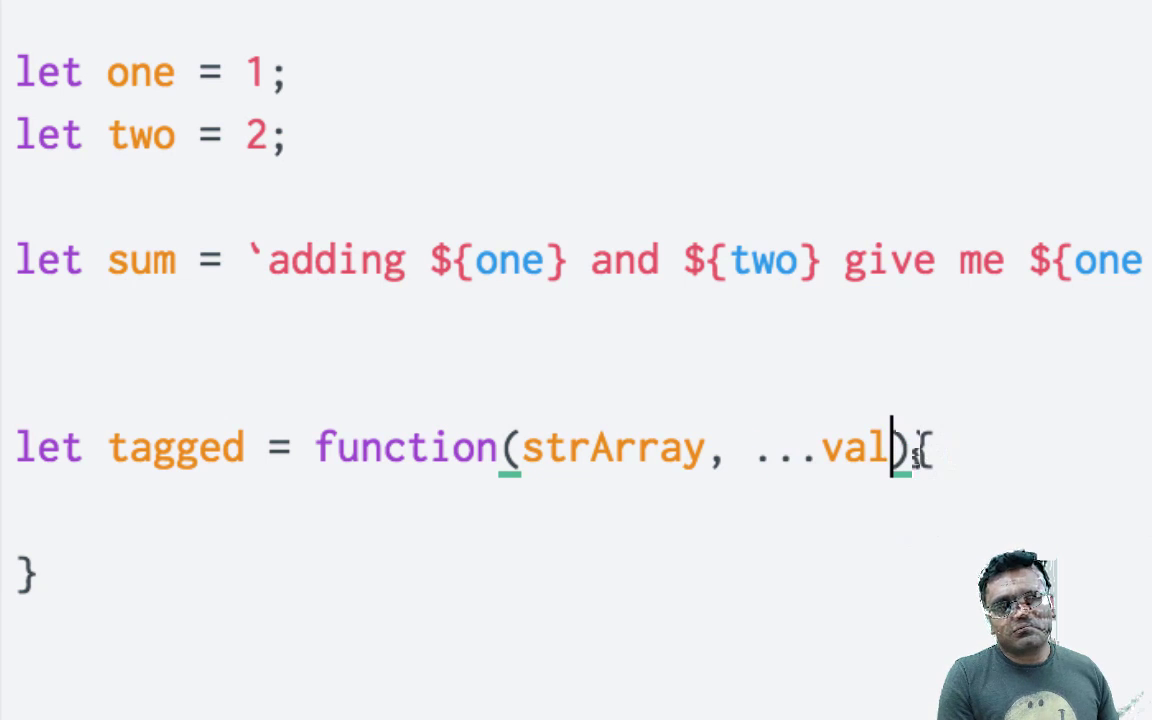 let one = 1;
let two = 2;
let sum = `adding ${one} and ${two} give me ${one
let tagged = function(strArray, ...val){
}